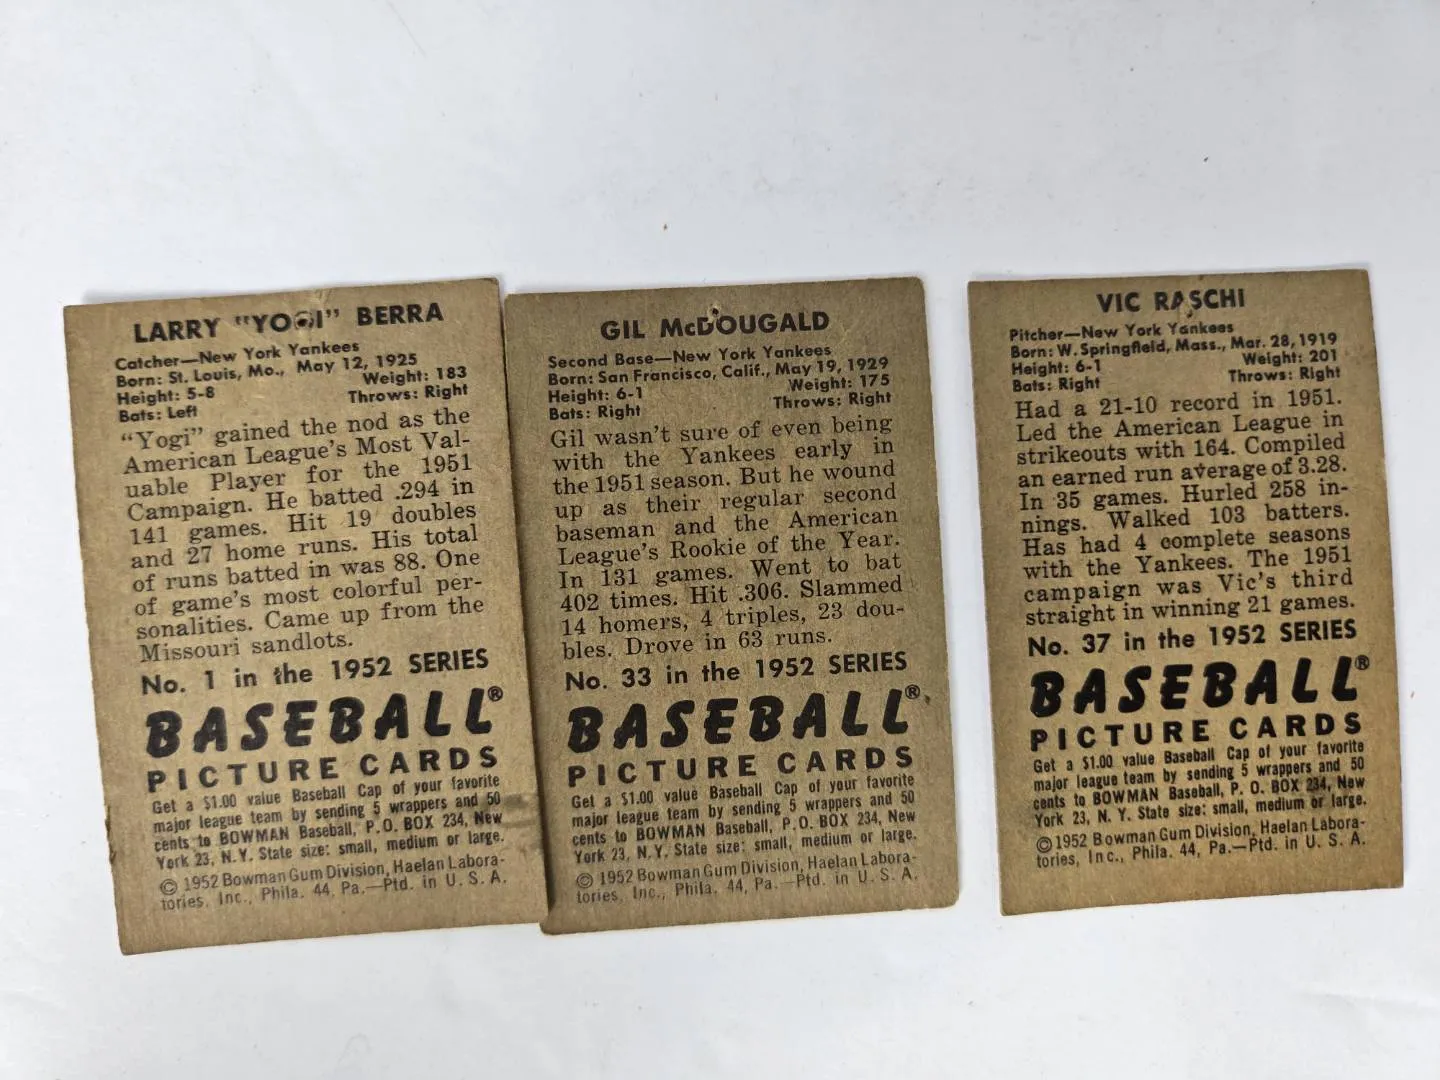 LARRY "YOGI" BERRA
Catcher—New York Yankees
Born: St. Louis, Mo., May 12, 1925
Height: 5-8 Weight: 183
Bats: Left Throws: Right
"Yogi" gained the nod as the
American League's Most Val-
uable Player for the 1951
Campaign. He batted .294 in
141 games. Hit 19 doubles
and 27 home runs. His total
of runs batted in was 88. One
of game's most colorful per-
sonalities. Came up from the
Missouri sandlots.
No. 1 in the 1952 SERIES
BASEBALL®
PICTURE CARDS
Get a $1.00 value Baseball Cap of your favorite
major league team by sending 5 wrappers and 50
cents to BOWMAN Baseball, P.O. BOX 234, New
York 23, N.Y. State size: small, medium or large.
© 1952 Bowman Gum Division, Haelan Labora-
tories, Inc., Phila. 44, Pa.—Ptd. in U. S. A.
GIL McDOUGALD
Second Base—New York Yankees
Born: San Francisco, Calif., May 19, 1929
Height: 6-1 Weight: 175
Bats: Right Throws: Right
Gil wasn't sure of even being
with the Yankees early in
the 1951 season. But he wound
up as their regular second
baseman and the American
League's Rookie of the Year.
In 131 games. Went to bat
402 times. Hit .306. Slammed
14 homers, 4 triples, 23 dou-
bles. Drove in 63 runs.
No. 33 in the 1952 SERIES
BASEBALL®
PICTURE CARDS
Get a $1.00 value Baseball Cap of your favorite
major league team by sending 5 wrappers and 50
cents to BOWMAN Baseball, P.O. BOX 234, New
York 23, N.Y. State size: small, medium or large.
© 1952 Bowman Gum Division, Haelan Labora-
tories, Inc., Phila. 44, Pa.—Ptd. in U. S. A.
VIC RASCHI
Pitcher—New York Yankees
Born: W. Springfield, Mass., Mar. 28, 1919
Height: 6-1 Weight: 201
Bats: Right Throws: Right
Had a 21-10 record in 1951.
Led the American League in
strikeouts with 164. Compiled
an earned run average of 3.28.
In 35 games. Hurled 258 in-
nings. Walked 103 batters.
Has had 4 complete seasons
with the Yankees. The 1951
campaign was Vic's third
straight in winning 21 games.
No. 37 in the 1952 SERIES
BASEBALL®
PICTURE CARDS
Get a $1.00 value Baseball Cap of your favorite
major league team by sending 5 wrappers and 50
cents to BOWMAN Baseball, P. O. BOX 234, New
York 23, N.Y. State size: small, medium or large.
© 1952 Bowman Gum Division, Haelan Labora-
tories, Inc., Phila. 44, Pa.—Ptd. in U. S. A.